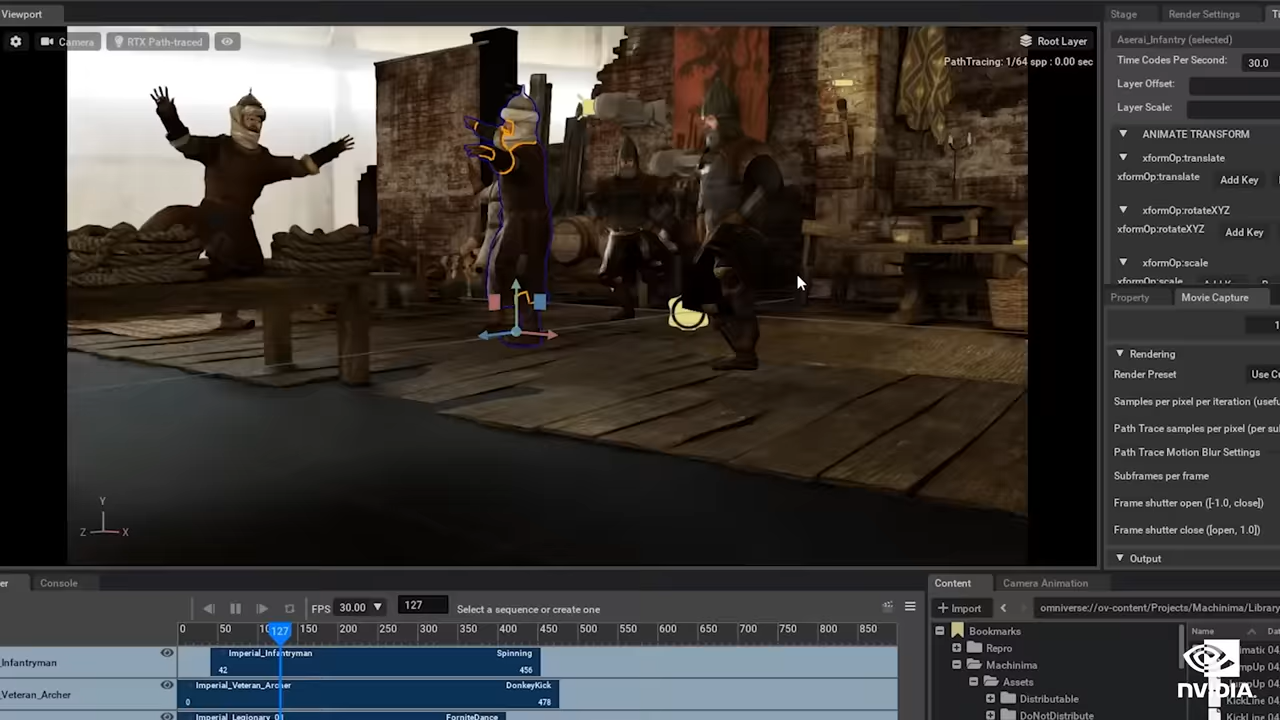 Viewport
Stage
Render Settings
Camera
RTX Path-traced
Root Layer
PathTracing: 1/64 spp : 0.00 sec
Aserai_Infantry (selected)
Time Codes Per Second:
30.0
Layer Offset:
Layer Scale:
ANIMATE TRANSFORM
xformOp:translate
xformOp:translate
Add Key
xformOp:rotateXYZ
xformOp:rotateXYZ
Add Key
xformOp:scale
xformOp:scale
Property
Movie Capture
Rendering
Render Preset
Samples per pixel per iteration
Path Trace samples per pixel
Path Trace Motion Blur Settings
Subframes per frame
Frame shutter open ([-1.0, close])
Frame shutter close ([open, 1.0])
Output
Y
Z X
Console
FPS 30.00
127
Select a sequence or create one
0 50 127 150 200 250 300 350 400 450 500 550 600 650 700 750 800 850
Imperial_Infantryman Spinning
42 456
Infantryman
Imperial_Veteran_Archer DonkeyKick
0 478
_Veteran_Archer
ForniteDance
Content
Camera Animation
Import
omniverse://ov-content/Projects/Machinima/Library
Bookmarks
Repro
Machinima
Assets
Distributable
DoNotDistribute
Name
NVIDIA